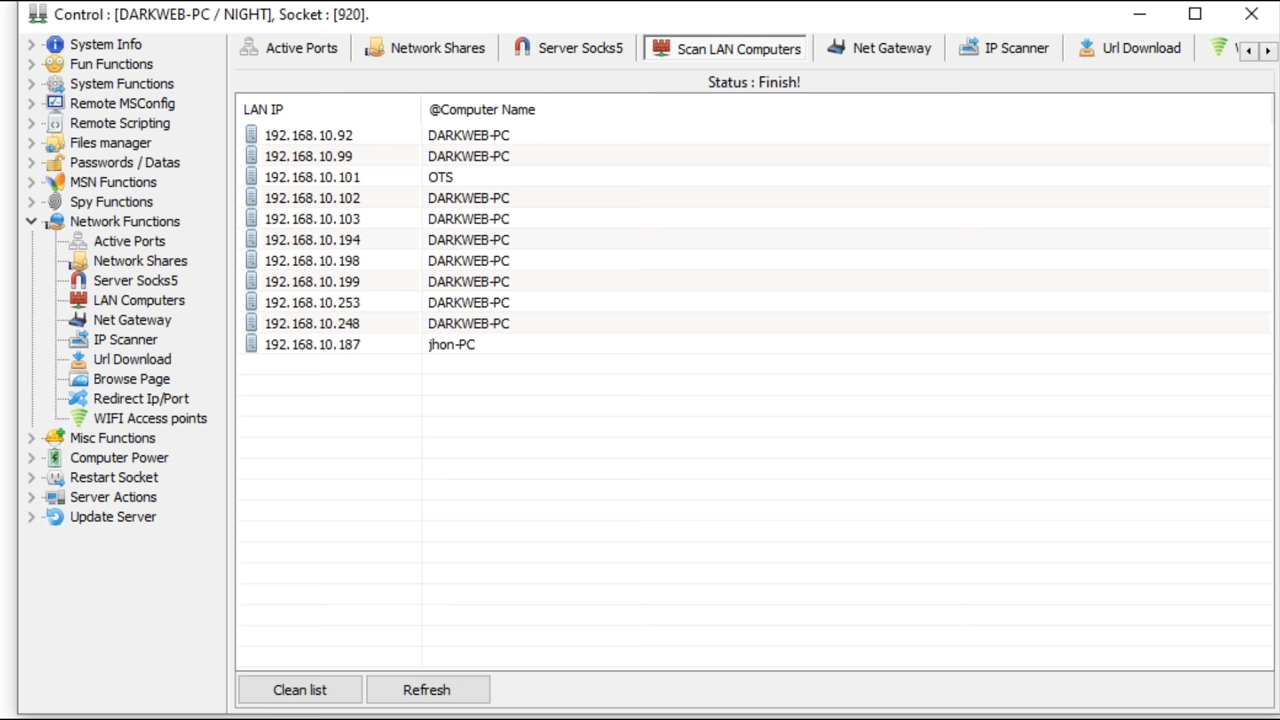 Control : [DARKWEB-PC / NIGHT], Socket : [920].
System Info
Fun Functions
System Functions
Remote MSConfig
Remote Scripting
Files manager
Passwords / Datas
MSN Functions
Spy Functions
Network Functions
Active Ports
Network Shares
Server Socks5
LAN Computers
Net Gateway
IP Scanner
Url Download
Browse Page
Redirect Ip/Port
WIFI Access points
Misc Functions
Computer Power
Restart Socket
Server Actions
Update Server
Active Ports Network Shares Server Socks5 Scan LAN Computers Net Gateway IP Scanner Url Download
Status : Finish!
LAN IP @Computer Name
192.168.10.92 DARKWEB-PC
192.168.10.99 DARKWEB-PC
192.168.10.101 OTS
192.168.10.102 DARKWEB-PC
192.168.10.103 DARKWEB-PC
192.168.10.194 DARKWEB-PC
192.168.10.198 DARKWEB-PC
192.168.10.199 DARKWEB-PC
192.168.10.253 DARKWEB-PC
192.168.10.248 DARKWEB-PC
192.168.10.187 jhon-PC
Clean list Refresh